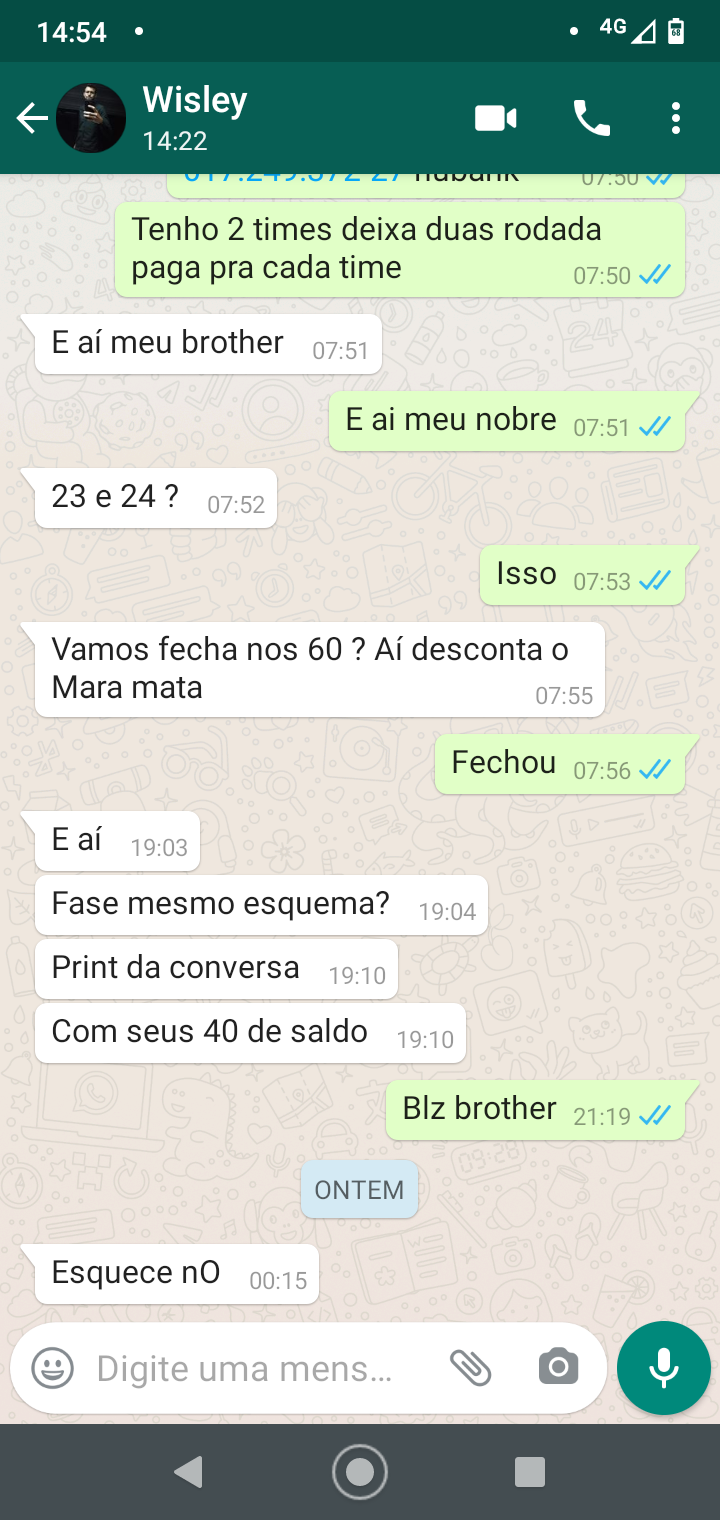 14:54
4G
68
Wisley
14:22
nubank 07:50
Tenho 2 times deixa duas rodada
paga pra cada time 07:50
E aí meu brother 07:51
E ai meu nobre 07:51
23 e 24 ? 07:52
Isso 07:53
Vamos fecha nos 60 ? Aí desconta o
Mara mata 07:55
Fechou 07:56
E aí 19:03
Fase mesmo esquema? 19:04
Print da conversa 19:10
Com seus 40 de saldo 19:10
Blz brother 21:19
ONTEM
Esquece nO 00:15
Digite uma mens...